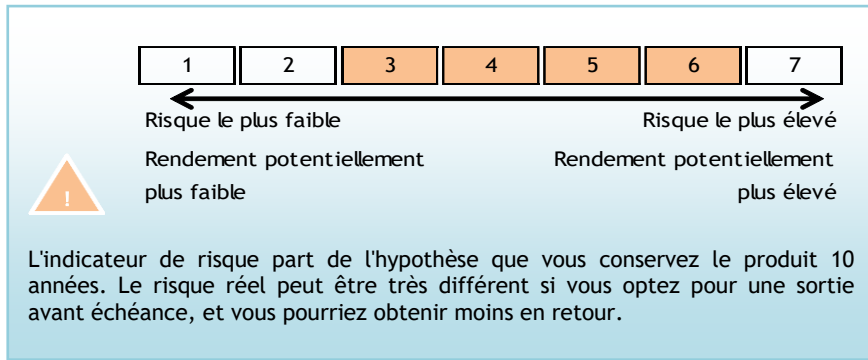 1 2 3 4 5 6 7
Risque le plus faible Risque le plus élevé
Rendement potentiellement Rendement potentiellement
plus faible plus élevé
!
L'indicateur de risque part de l'hypothèse que vous conservez le produit 10
années. Le risque réel peut être très différent si vous optez pour une sortie
avant échéance, et vous pourriez obtenir moins en retour.